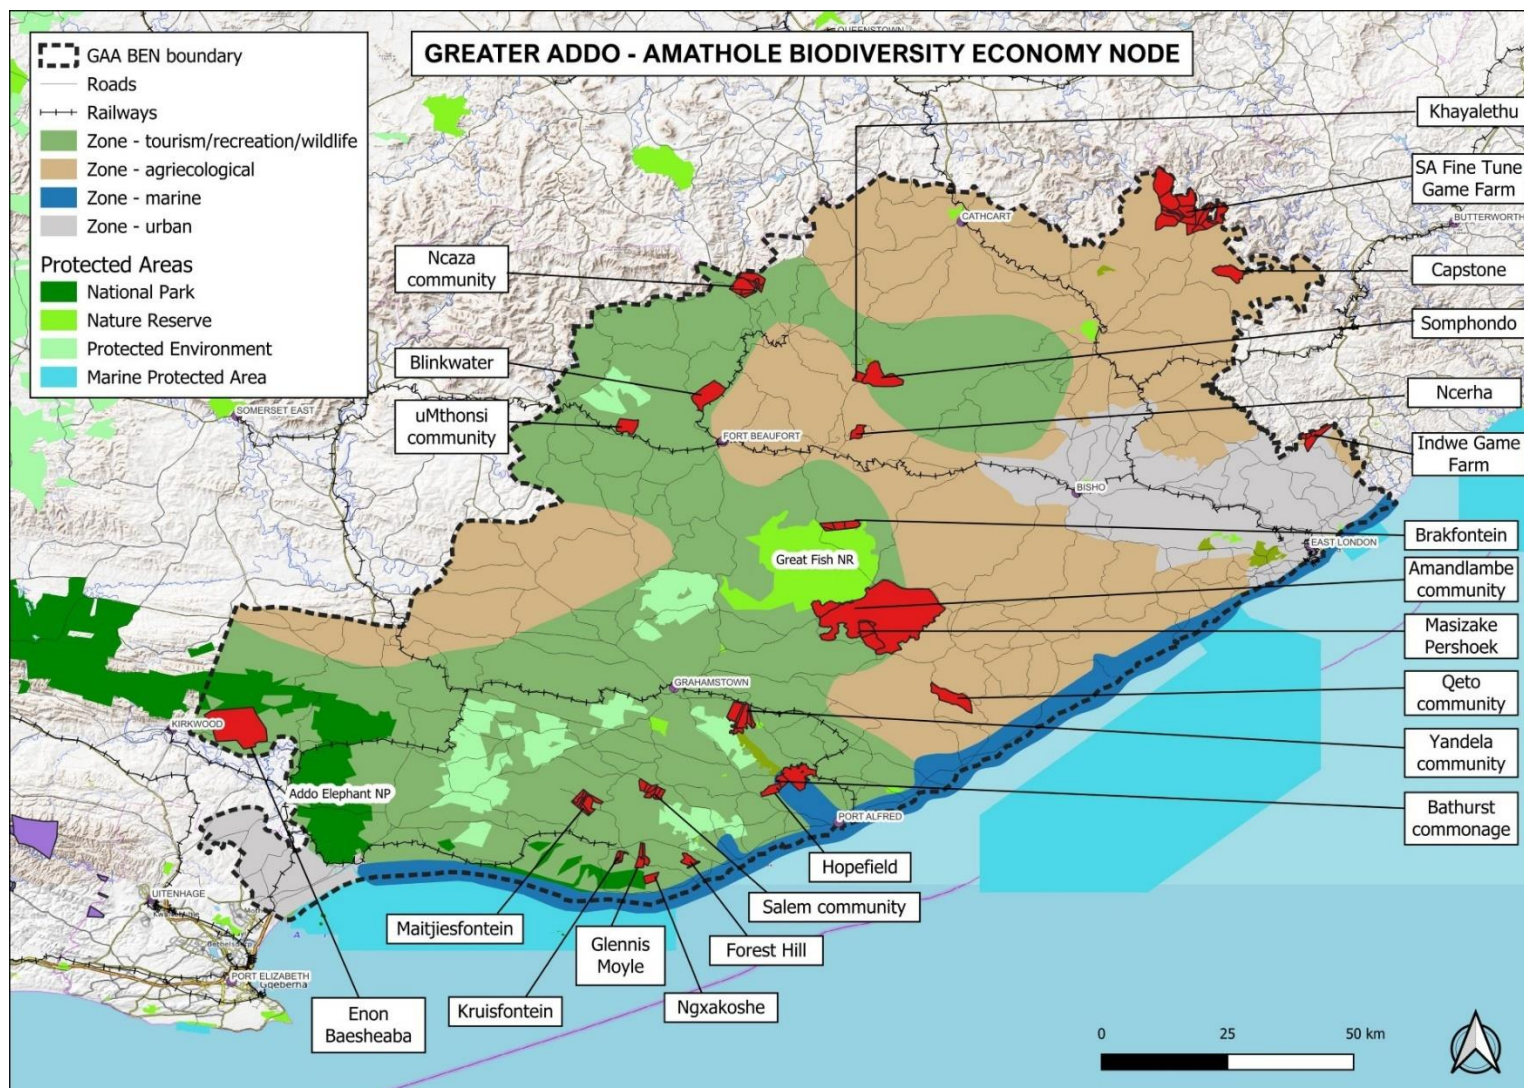 GREATER ADDO - AMATHOLE BIODIVERSITY ECONOMY NODE
GAA BEN boundary
Roads
Railways
Zone - tourism/recreation/wildlife
Zone - agriecological
Zone - marine
Zone - urban
Protected Areas
National Park
Nature Reserve
Protected Environment
Marine Protected Area
QUEENSTOWN
Khayalethu
SA Fine Tune
Game Farm
CATHCART
BUTTERWORTH
Ncaza
community
Capstone
Somphondo
Blinkwater
Ncerha
SOMERSET EAST
uMthonsi
community
FORT BEAUFORT
Indwe Game
Farm
BISHO
Brakfontein
EAST LONDON
Great Fish NR
Amandlambe
community
Masizake
Pershoek
GRAHAMSTOWN
Qeto
community
KIRKWOOD
Yandela
community
Addo Elephant NP
Bathurst
commonage
PORT ALFRED
Hopefield
UITENHAGE
Salem community
Maitjiesfontein
Glennis
Moyle
Forest Hill
PORT ELIZABETH
Gqeberha
Enon
Baesheaba
Kruisfontein
Ngxakoshe
0
25
50 km